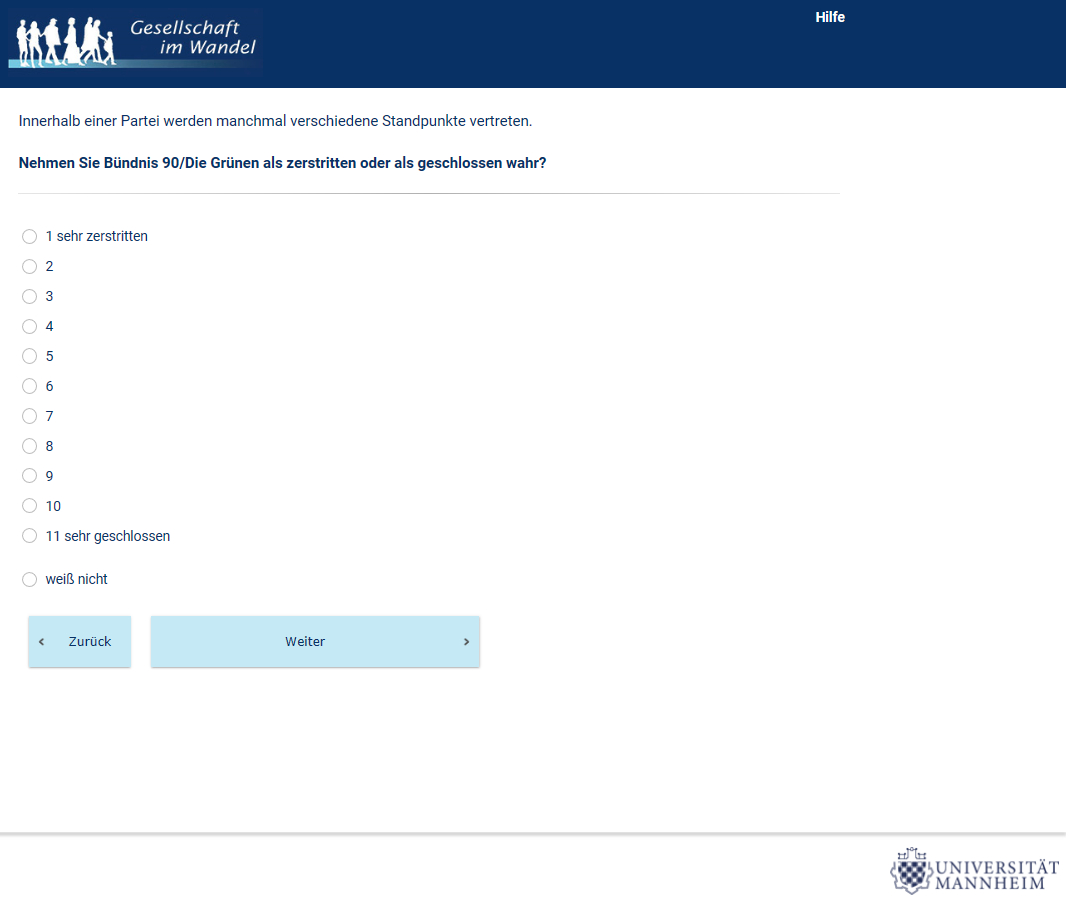 Gesellschaft
im Wandel
Hilfe
Innerhalb einer Partei werden manchmal verschiedene Standpunkte vertreten.
Nehmen Sie Bündnis 90/Die Grünen als zerstritten oder als geschlossen wahr?
1 sehr zerstritten
2
3
4
5
6
7
8
9
10
11 sehr geschlossen
weiß nicht
Zurück
Weiter
UNIVERSITÄT
MANNHEIM